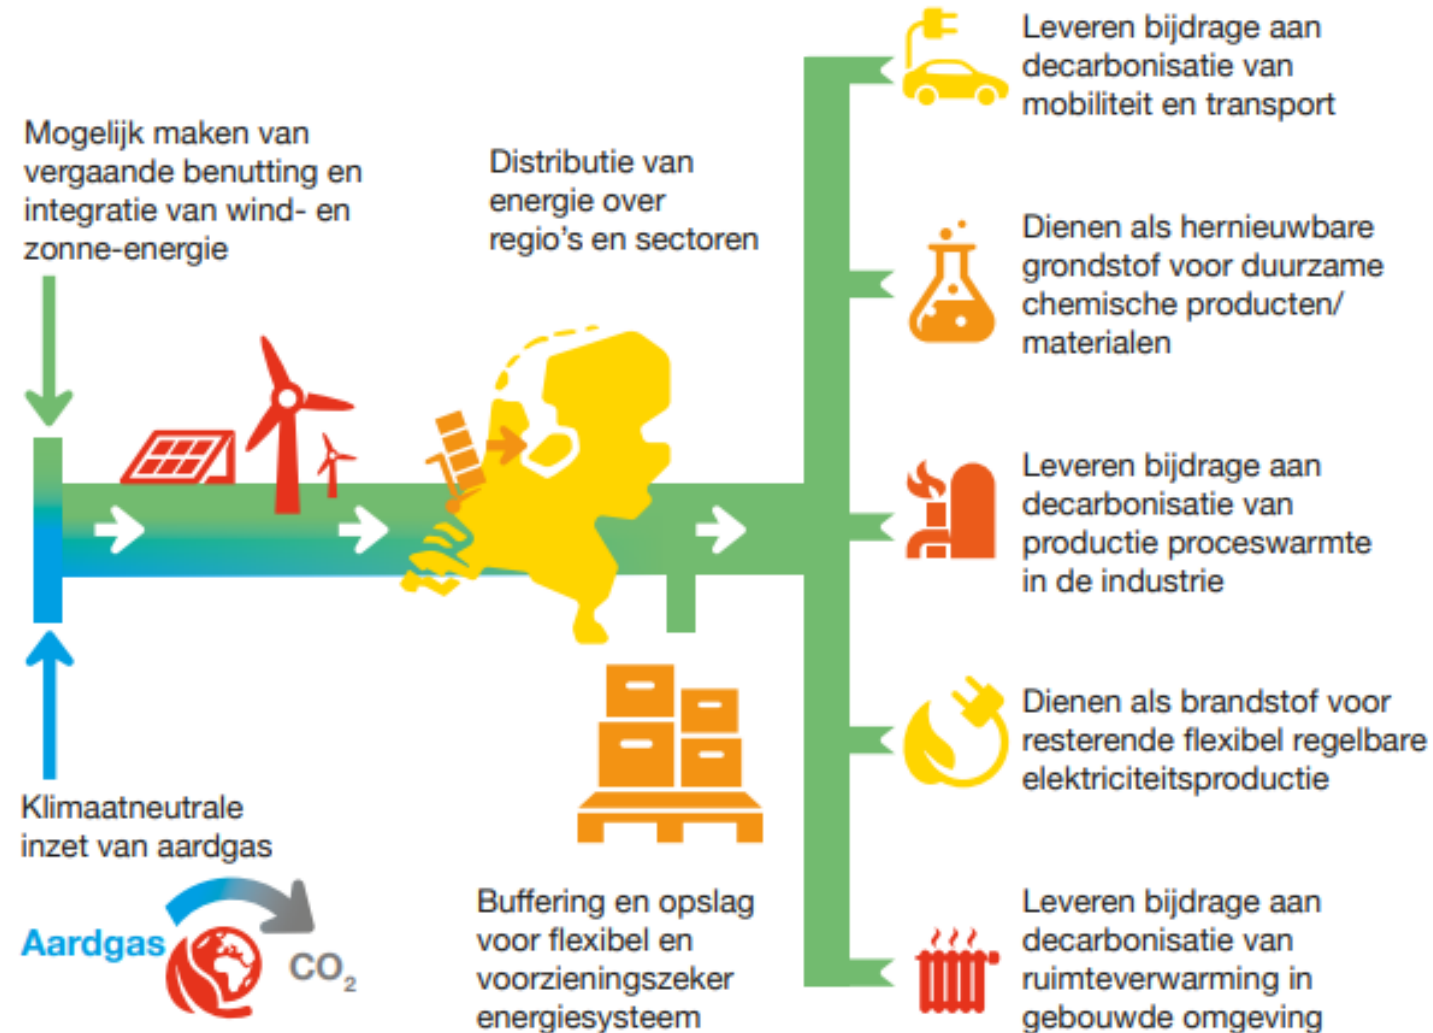 Mogelijk maken van
vergaande benutting en
integratie van wind- en
zonne-energie
Klimaatneutrale
inzet van aardgas
Aardgas
CO₂
Distributie van
energie over
regio's en sectoren
Buffering en opslag
voor flexibel en
voorzieningszeker
energiesysteem
Leveren bijdrage aan
decarbonisatie van
mobiliteit en transport
Dienen als hernieuwbare
grondstof voor duurzame
chemische producten/
materialen
Leveren bijdrage aan
decarbonisatie van
productie proceswarmte
in de industrie
Dienen als brandstof voor
resterende flexibel regelbare
elektriciteitsproductie
Leveren bijdrage aan
decarbonisatie van
ruimteverwarming in
gebouwde omgeving